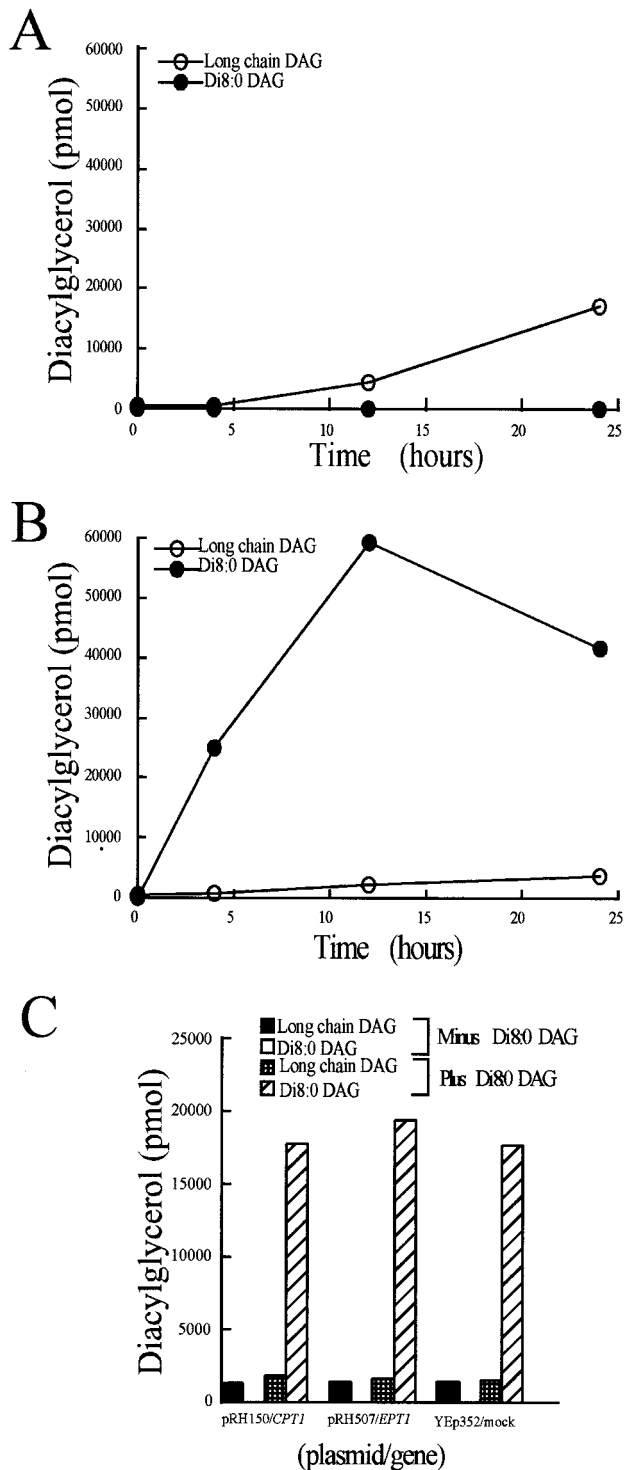 A
Long chain DAG
Di8:0 DAG
Diacylglycerol (pmol)
60000
50000
40000
30000
20000
10000
0
0
5
10
15
20
25
Time (hours)
B
Long chain DAG
Di8:0 DAG
Diacylglycerol (pmol)
60000
50000
40000
30000
20000
10000
0
0
5
10
15
20
25
Time (hours)
C
Long chain DAG
Di8:0 DAG
Minus Di8:0 DAG
Long chain DAG
Di8:0 DAG
Plus Di8:0 DAG
Diacylglycerol (pmol)
25000
20000
15000
10000
5000
0
pRH150/CPT1
pRH507/EPT1
YEp352/mock
(plasmid/gene)